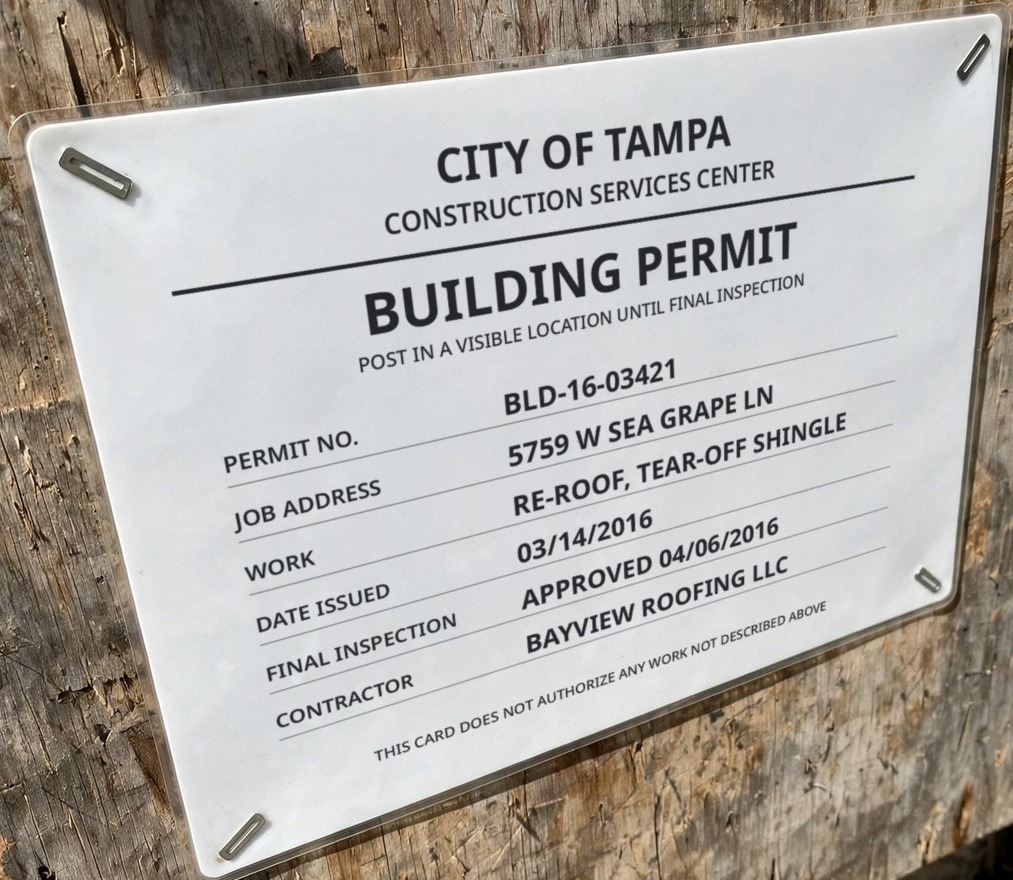 CITY OF TAMPA
CONSTRUCTION SERVICES CENTER
BUILDING PERMIT
POST IN A VISIBLE LOCATION UNTIL FINAL INSPECTION
PERMIT NO. BLD-16-03421
JOB ADDRESS 5759 W SEA GRAPE LN
WORK RE-ROOF, TEAR-OFF SHINGLE
DATE ISSUED 03/14/2016
FINAL INSPECTION APPROVED 04/06/2016
CONTRACTOR BAYVIEW ROOFING LLC
THIS CARD DOES NOT AUTHORIZE ANY WORK NOT DESCRIBED ABOVE